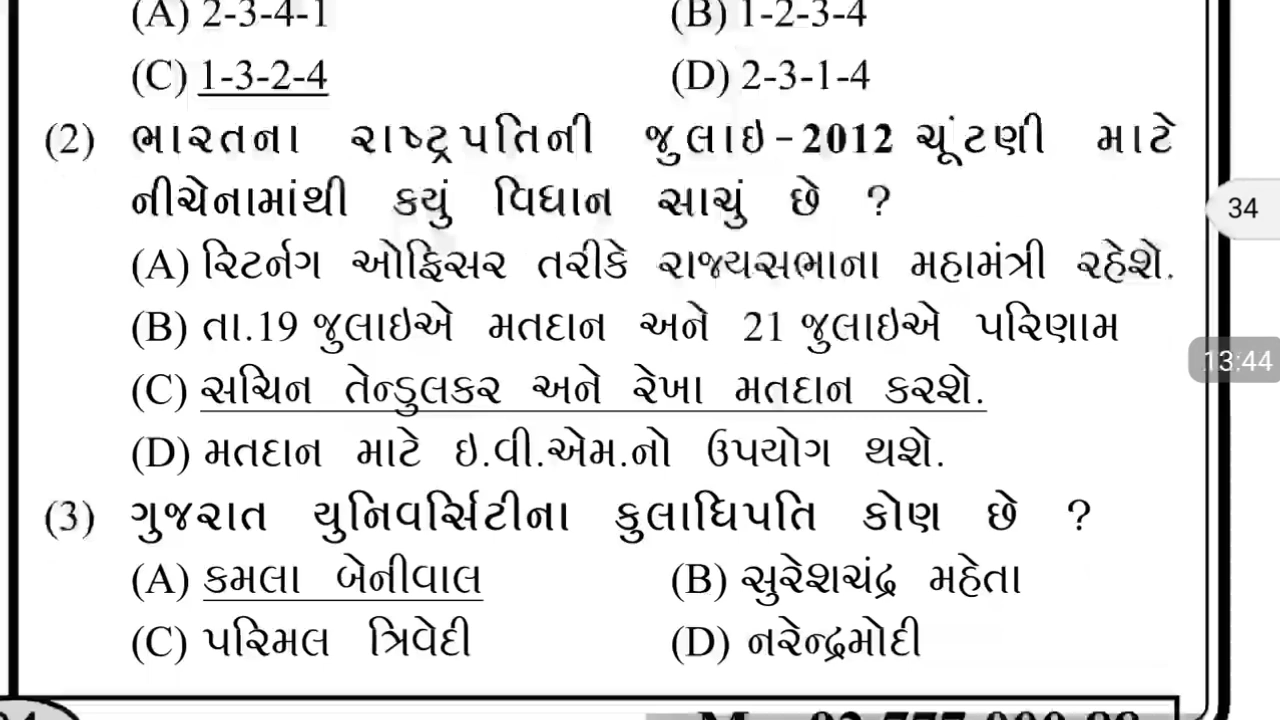 (A) 2-3-4-1 (B) 1-2-3-4
(C) 1-3-2-4 (D) 2-3-1-4
(2) ભારતના રાષ્ટ્રપતિની જુલાઇ-2012 ચૂંટણી માટે
નીચેનામાંથી કયું વિધાન સાચું છે ?
(A) રિટર્નગ ઓફિસર તરીકે રાજ્યસભાના મહામંત્રી રહેશે.
(B) તા.19 જુલાઇએ મતદાન અને 21 જુલાઇએ પરિણામ
(C) સચિન તેન્ડુલકર અને રેખા મતદાન કરશે.
(D) મતદાન માટે ઇ.વી.એમ.નો ઉપયોગ થશે.
(3) ગુજરાત યુનિવર્સિટીના કુલાધિપતિ કોણ છે ?
(A) કમલા બેનીવાલ (B) સુરેશચંદ્ર મહેતા
(C) પરિમલ ત્રિવેદી (D) નરેન્દ્રમોદી
34
13:44